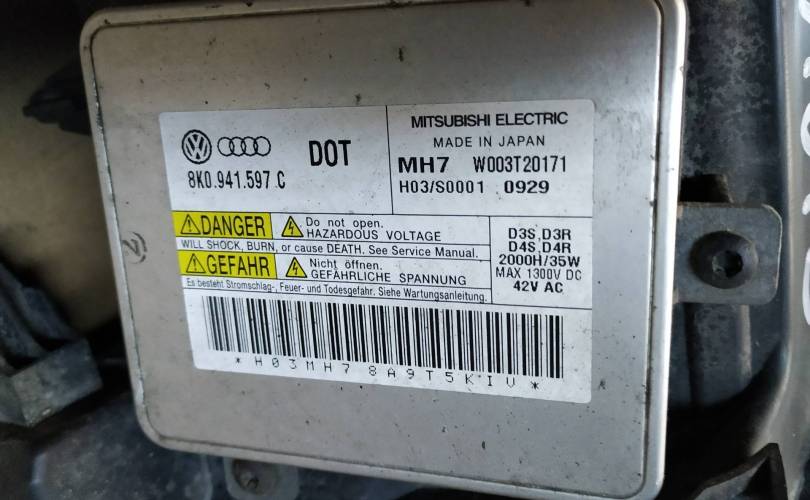 8K0.941.597 C
DOT
MITSUBISHI ELECTRIC
MADE IN JAPAN
MH7 W003T20171
H03/S0001 0929
DANGER
Do not open.
HAZARDOUS VOLTAGE
WILL SHOCK, BURN, or cause DEATH. See Service Manual.
GEFAHR
Nicht öffnen.
GEFÄHRLICHE SPANNUNG
Es besteht Stromschlag-, Feuer- und Todesgefahr. Siehe Wartungsanleitung.
D3S,D3R
D4S,D4R
2000H/35W
MAX 1300V DC
42V AC
*H03MH78A9T5KIV*